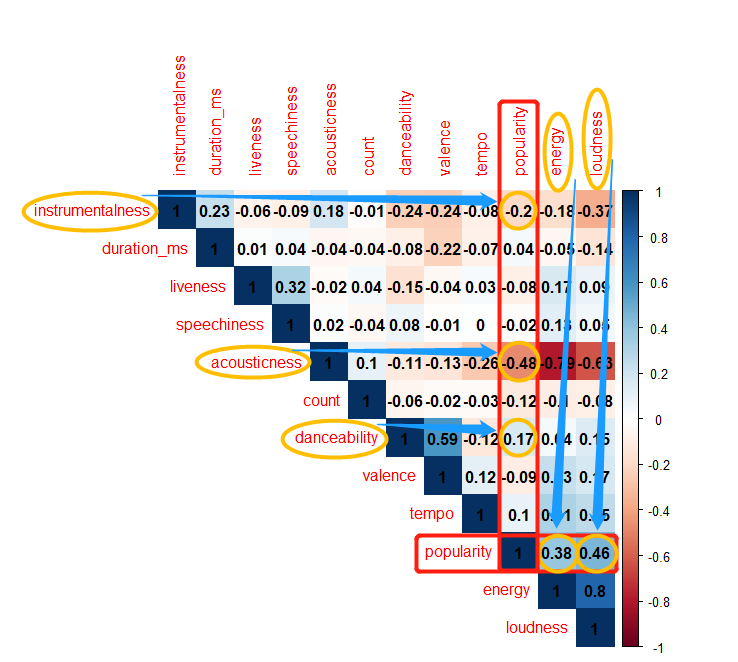 instrumentalness
duration_ms
liveness
speechiness
acousticness
count
danceability
valence
tempo
popularity
energy
loudness
instrumentalness 1 0.23 -0.06 -0.09 0.18 -0.01 -0.24 -0.24 -0.08 -0.2 -0.18 -0.37
duration_ms 1 0.01 0.04 -0.04 -0.04 -0.08 -0.22 -0.07 0.04 -0.05 -0.14
liveness 1 0.32 -0.02 0.04 -0.15 -0.04 0.03 -0.08 0.17 0.09
speechiness 1 0.02 -0.04 0.08 -0.01 0 -0.02 0.13 0.05
acousticness 1 0.1 -0.11 -0.13 -0.26 -0.48 -0.79 -0.63
count 1 -0.06 -0.02 -0.03 -0.12 -0.1 -0.08
danceability 1 0.59 -0.12 0.17 0.04 0.15
valence 1 0.12 -0.09 0.17
tempo 1 0.1
popularity 1 0.38 0.46
energy 1 0.8
loudness 1
1
0.8
0.6
0.4
0.2
0
-0.2
-0.4
-0.6
-0.8
-1